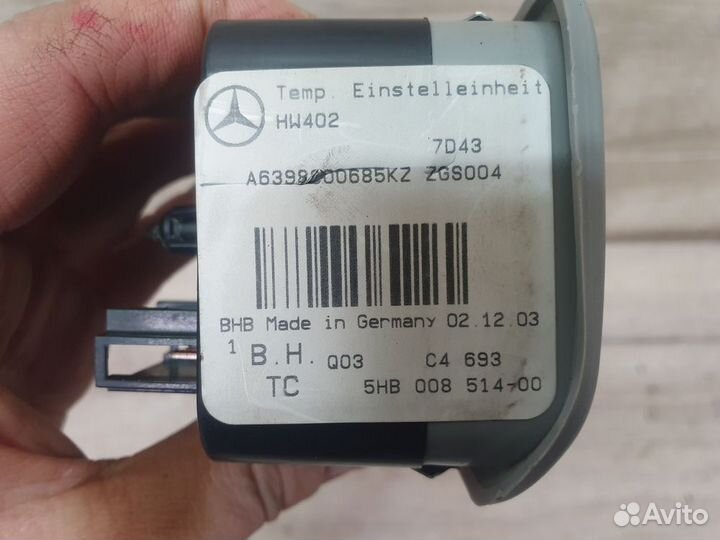 Temp. Einstelleinheit
HW402
7D43
ZGS004
BHB Made in Germany 02.12.03
1 B.H. Q03 C4 693
TC 5HB 008 514-00
Avito